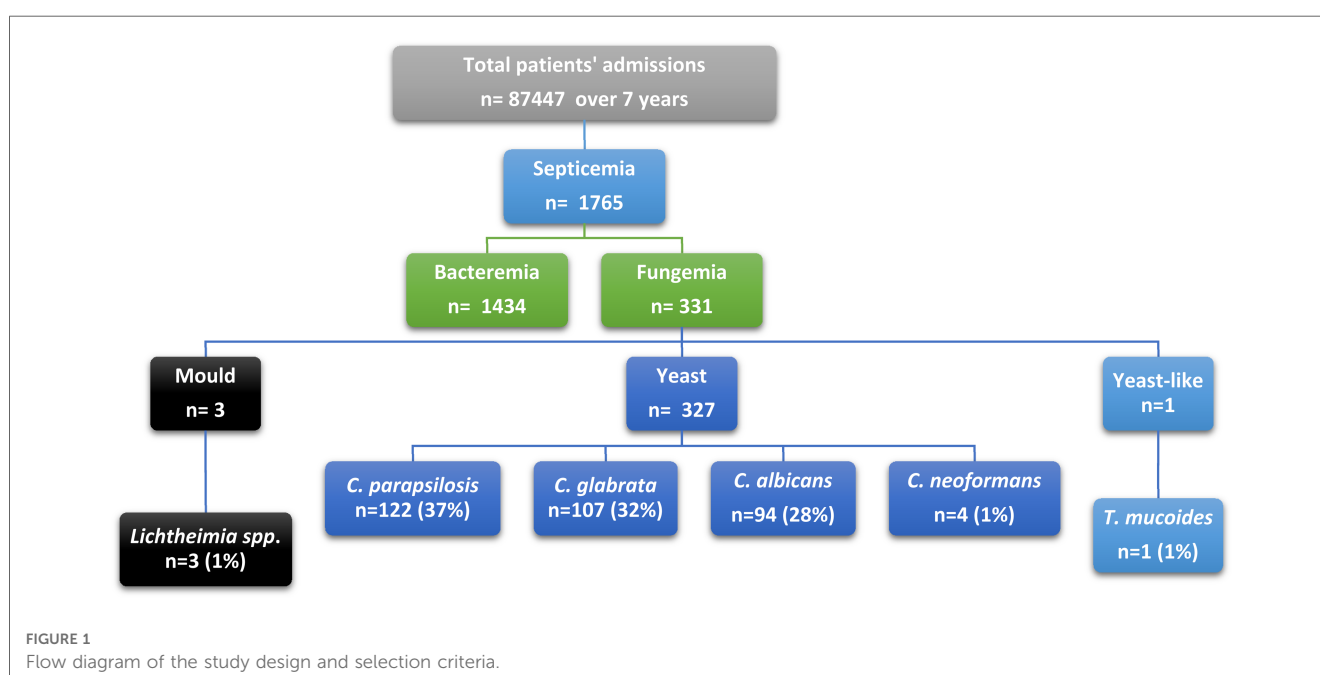 Total patients' admissions
n= 87447 over 7 years
Septicemia
n= 1765
Bacteremia
n= 1434
Fungemia
n= 331
Mould
n= 3
Yeast
n= 327
Yeast-like
n=1
C. parapsilosis
n=122 (37%)
C. glabrata
n=107 (32%)
C. albicans
n=94 (28%)
C. neoformans
n=4 (1%)
Lichtheimia spp.
n=3 (1%)
T. mucoides
n=1 (1%)
FIGURE 1
Flow diagram of the study design and selection criteria.